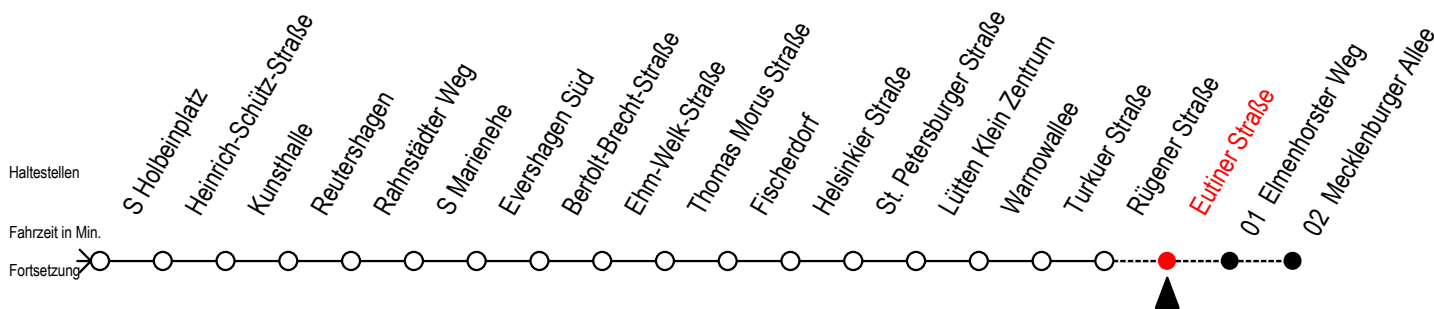 Haltestellen
S Holbeinplatz
Heinrich-Schütz-Straße
Kunsthalle
Reutershagen
Rahnstädter Weg
S Marienehe
Evershagen Süd
Bertolt-Brecht-Straße
Ehm-Welk-Straße
Thomas Morus Straße
Fischerdorf
Helsinkier Straße
St. Petersburger Straße
Lütten Klein Zentrum
Warnowallee
Turkuer Straße
Rügener Straße
Eutiner Straße
01 Elmenhorster Weg
02 Mecklenburger Allee
Fahrzeit in Min.
Fortsetzung